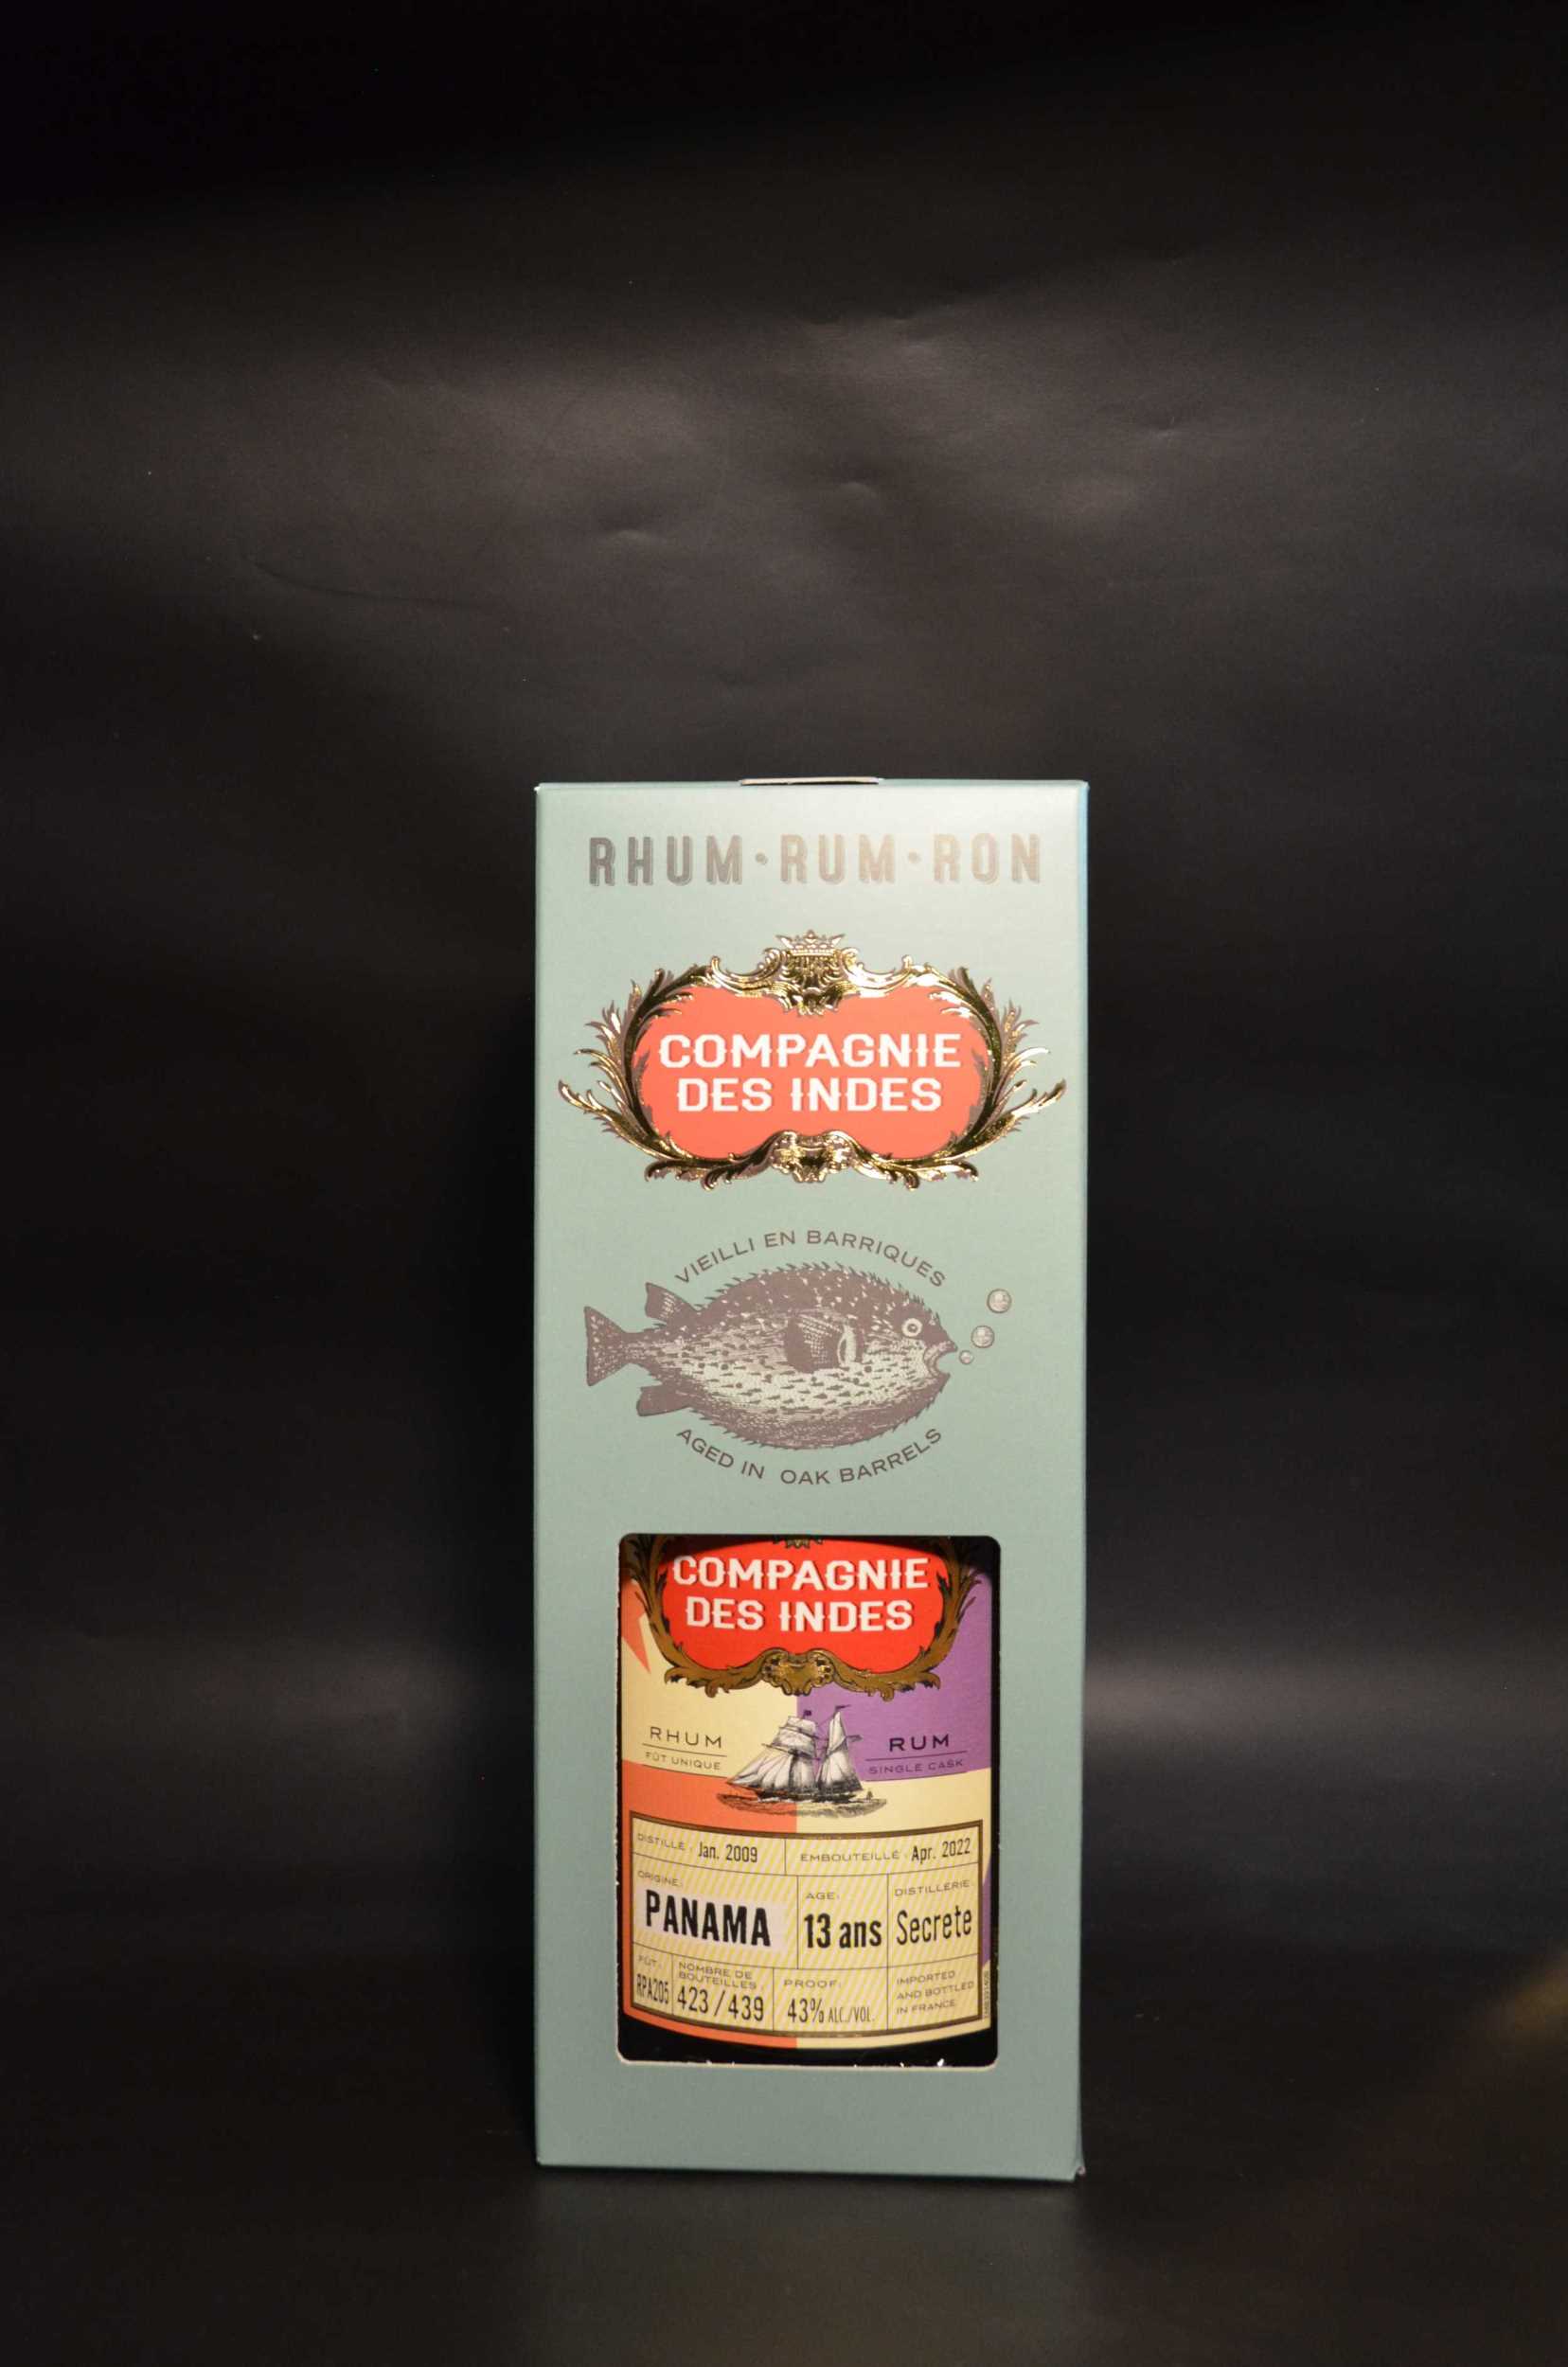 RHUM·RUM·RON
COMPAGNIE
DES INDES
VIEILLI EN BARRIQUES
AGED IN OAK BARRELS
COMPAGNIE
DES INDES
RHUM
FÛT UNIQUE
RUM
SINGLE CASK
DISTILLÉ: Jan. 2009
EMBOUTEILLÉ: Apr. 2022
ORIGINE:
PANAMA
AGE:
13 ans
DISTILLERIE:
Secrete
FÛT:
RPA205
NOMBRE DE
BOUTEILLES
423/439
PROOF:
43% ALC./VOL.
IMPORTED
AND BOTTLED
IN FRANCE